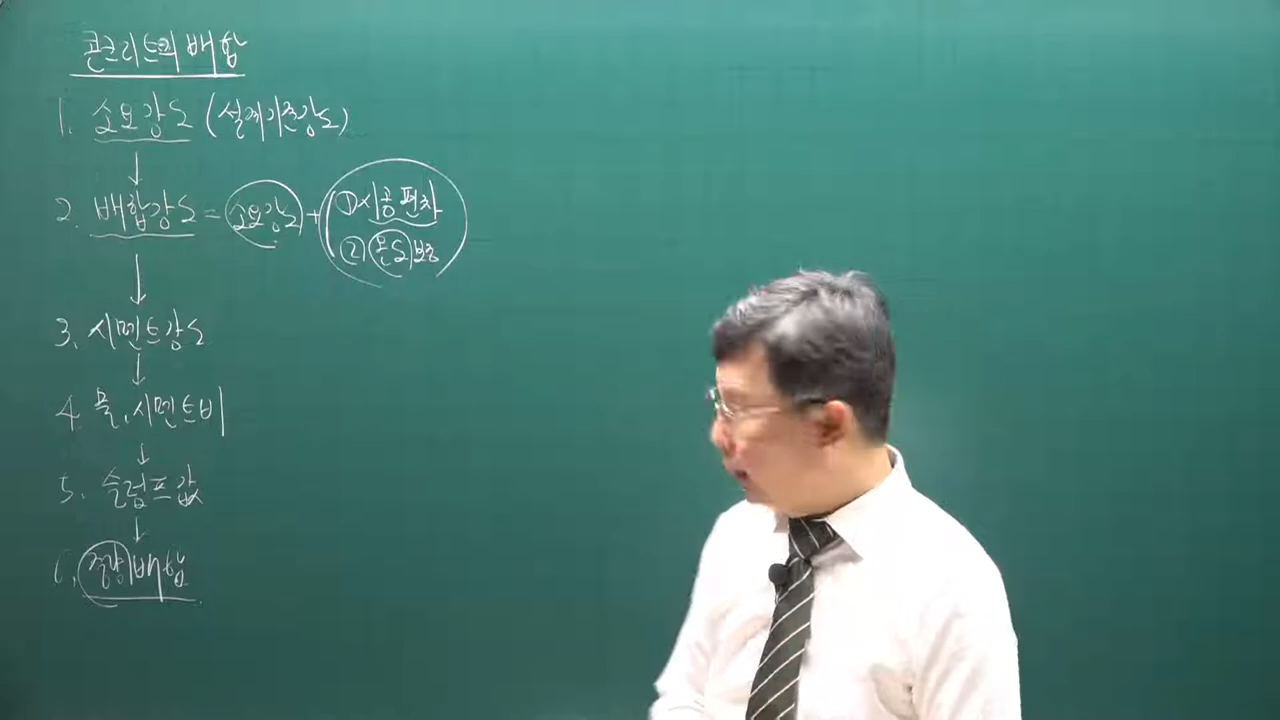 콘크리트의 배합
1. 소요강도 (설계기준강도)
2. 배합강도 = 소요강도 + ① 시공편차
② 온도보정
3. 시멘트강도
4. 물, 시멘트비
5. 슬럼프값
6. 중량배합